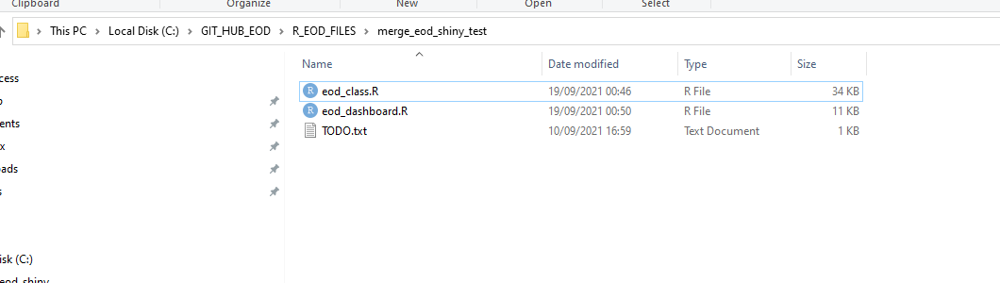 Clipboard Organize New Open Select
This PC > Local Disk (C:) > GIT_HUB_EOD > R_EOD_FILES > merge_eod_shiny_test
Name Date modified Type Size
cess
eod_class.R 19/09/2021 00:46 R File 34 KB
eod_dashboard.R 19/09/2021 00:50 R File 11 KB
ents
TODO.txt 10/09/2021 16:59 Text Document 1 KB
x
ads
s
isk (C:)
eod_shiny